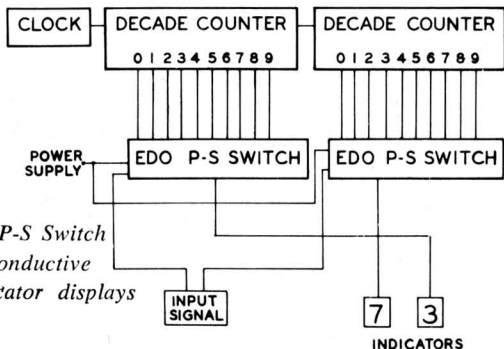 CLOCK
DECADE COUNTER
0 1 2 3 4 5 6 7 8 9
DECADE COUNTER
0 1 2 3 4 5 6 7 8 9
POWER
SUPPLY
EDO P-S SWITCH
EDO P-S SWITCH
P-S Switch
onductive
ator displays
INPUT
SIGNAL
7
3
INDICATORS